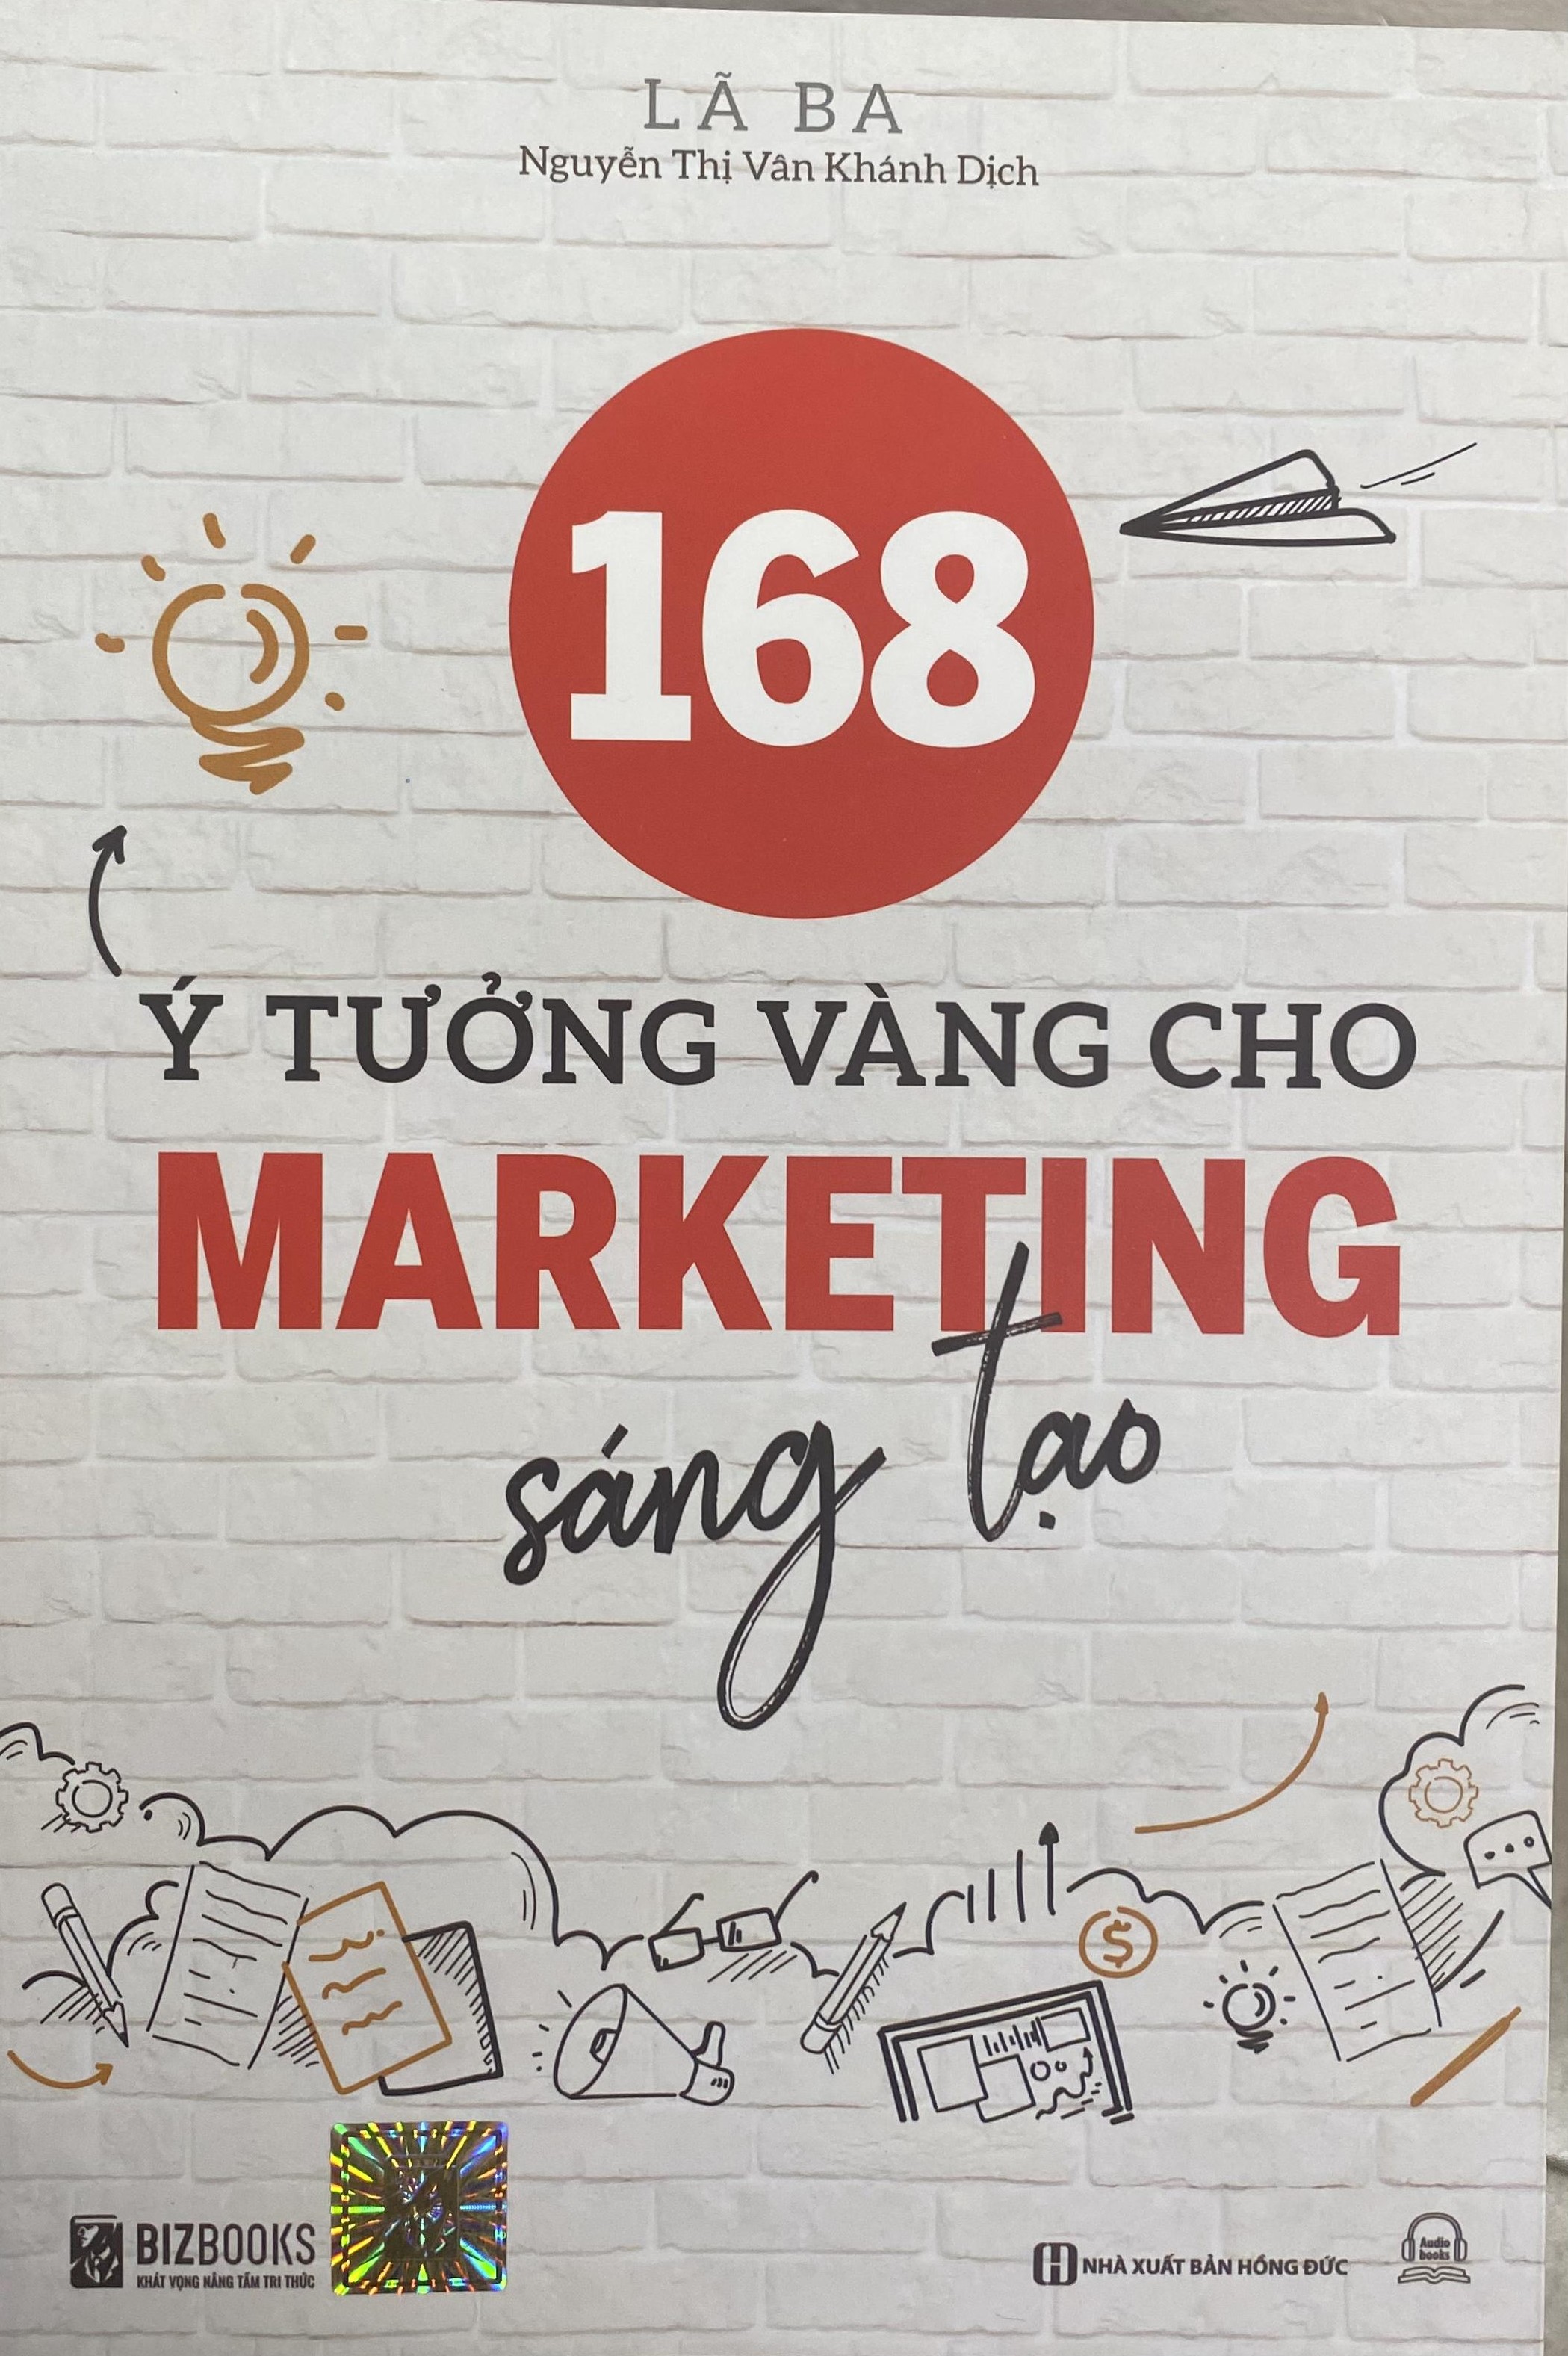 LÃ BA
Nguyễn Thị Vân Khánh Dịch
168
Ý TƯỞNG VÀNG CHO
MARKETING
sáng tạo
$
BIZBOOKS
KHÁT VỌNG NÂNG TẦM TRI THỨC
NHÀ XUẤT BẢN HỒNG ĐỨC
Audio
books